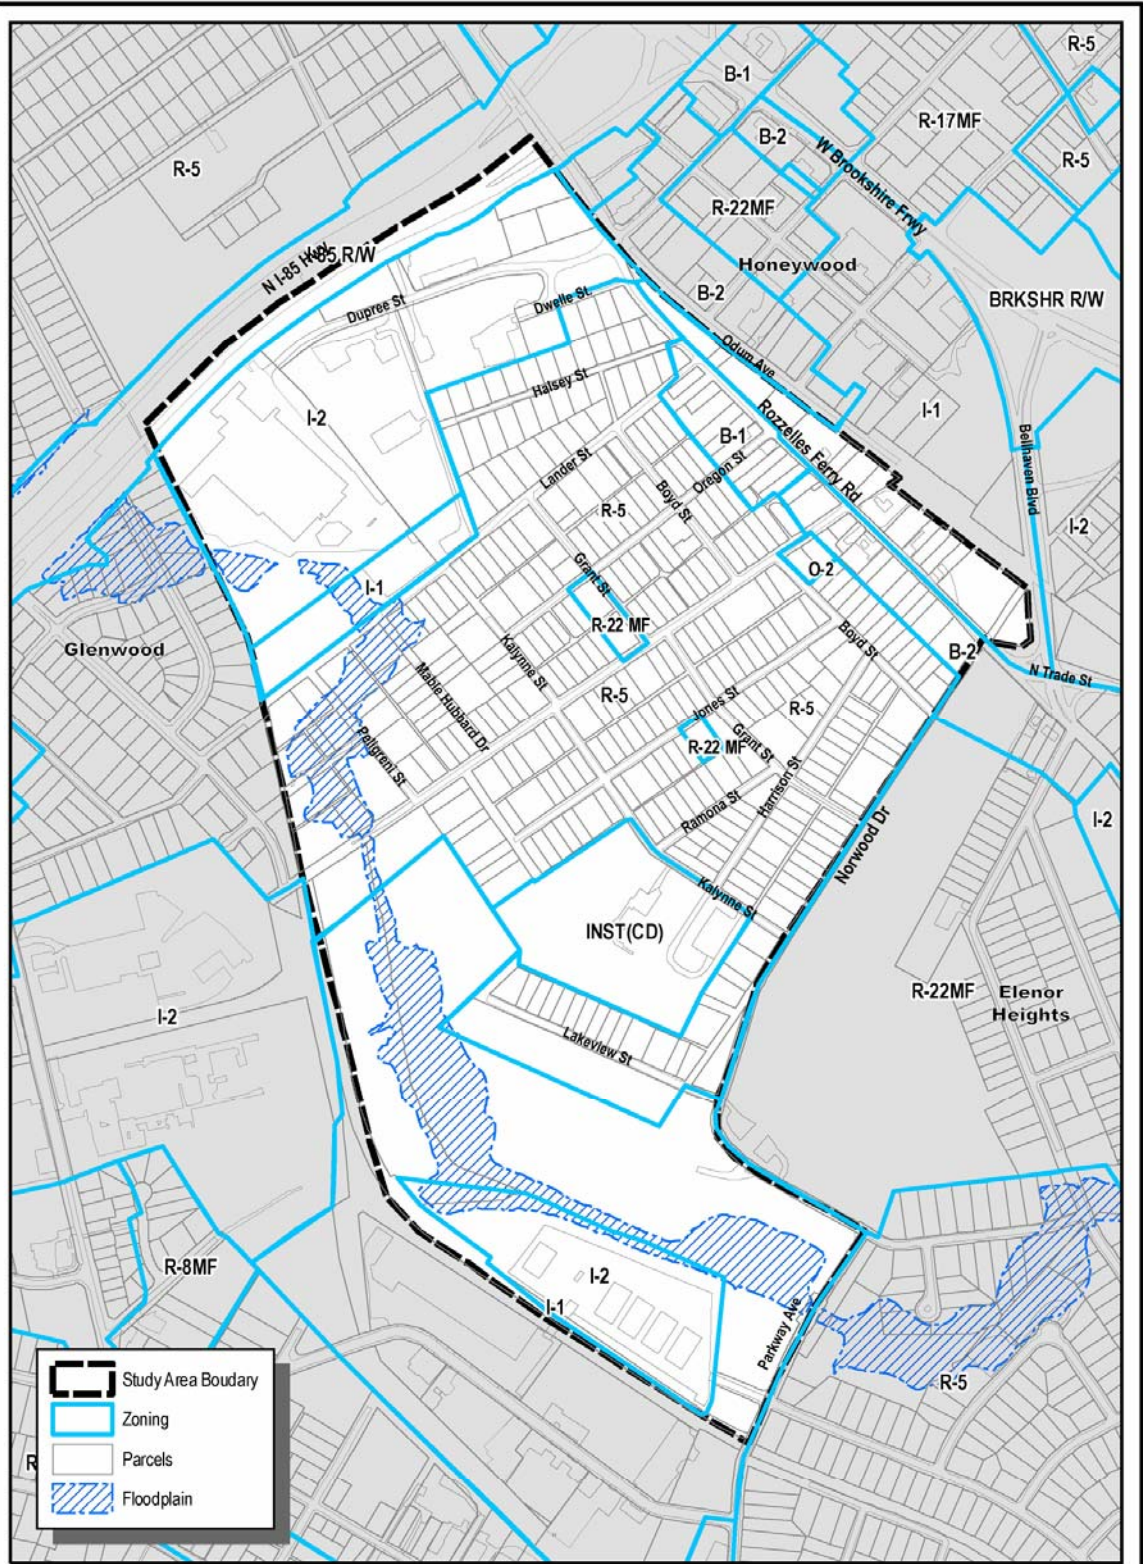 R-5
B-1
R-17MF
R-5
B-2
W Brookshire Frwy
R-5
R-22MF
N I-85 Hwy
I-85 R/W
Honeywood
B-2
BRKSHR R/W
Dupree St
Dwelle St.
Odum Ave
Halsey St
I-2
Rozzelles Ferry Rd
I-1
B-1
Bellhaven Blvd
Lander St
Oregon St
Boyd St
R-5
I-2
Grant St
O-2
I-1
R-22 MF
Glenwood
Kalynne St
Boyd St
B-2
Mable Hubbard Dr
N Trade St
R-5
Jones St
R-5
Pellgreni St
Grant St
R-22 MF
Harrison St
Ramona St
I-2
Norwood Dr
Kalynne St
INST(CD)
R-22MF
Elenor
Heights
I-2
Lakeview St
R-8MF
I-2
I-1
Parkway Ave
R-5
Study Area Boudary
Zoning
Parcels
Floodplain
R